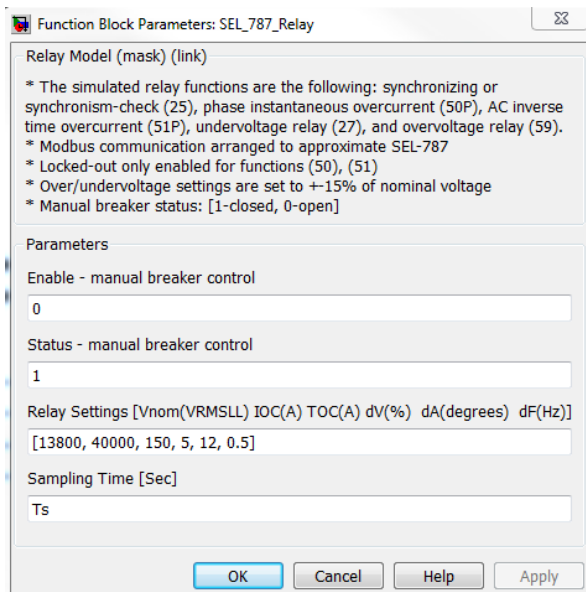 Function Block Parameters: SEL_787_Relay
Relay Model (mask) (link)
* The simulated relay functions are the following: synchronizing or
synchronism-check (25), phase instantaneous overcurrent (50P), AC inverse
time overcurrent (51P), undervoltage relay (27), and overvoltage relay (59).
* Modbus communication arranged to approximate SEL-787
* Locked-out only enabled for functions (50), (51)
* Over/undervoltage settings are set to +-15% of nominal voltage
* Manual breaker status: [1-closed, 0-open]
Parameters
Enable - manual breaker control
0
Status - manual breaker control
1
Relay Settings [Vnom(VRMSLL) IOC(A) TOC(A) dV(%) dA(degrees) dF(Hz)]
[13800, 40000, 150, 5, 12, 0.5]
Sampling Time [Sec]
Ts
OK Cancel Help Apply